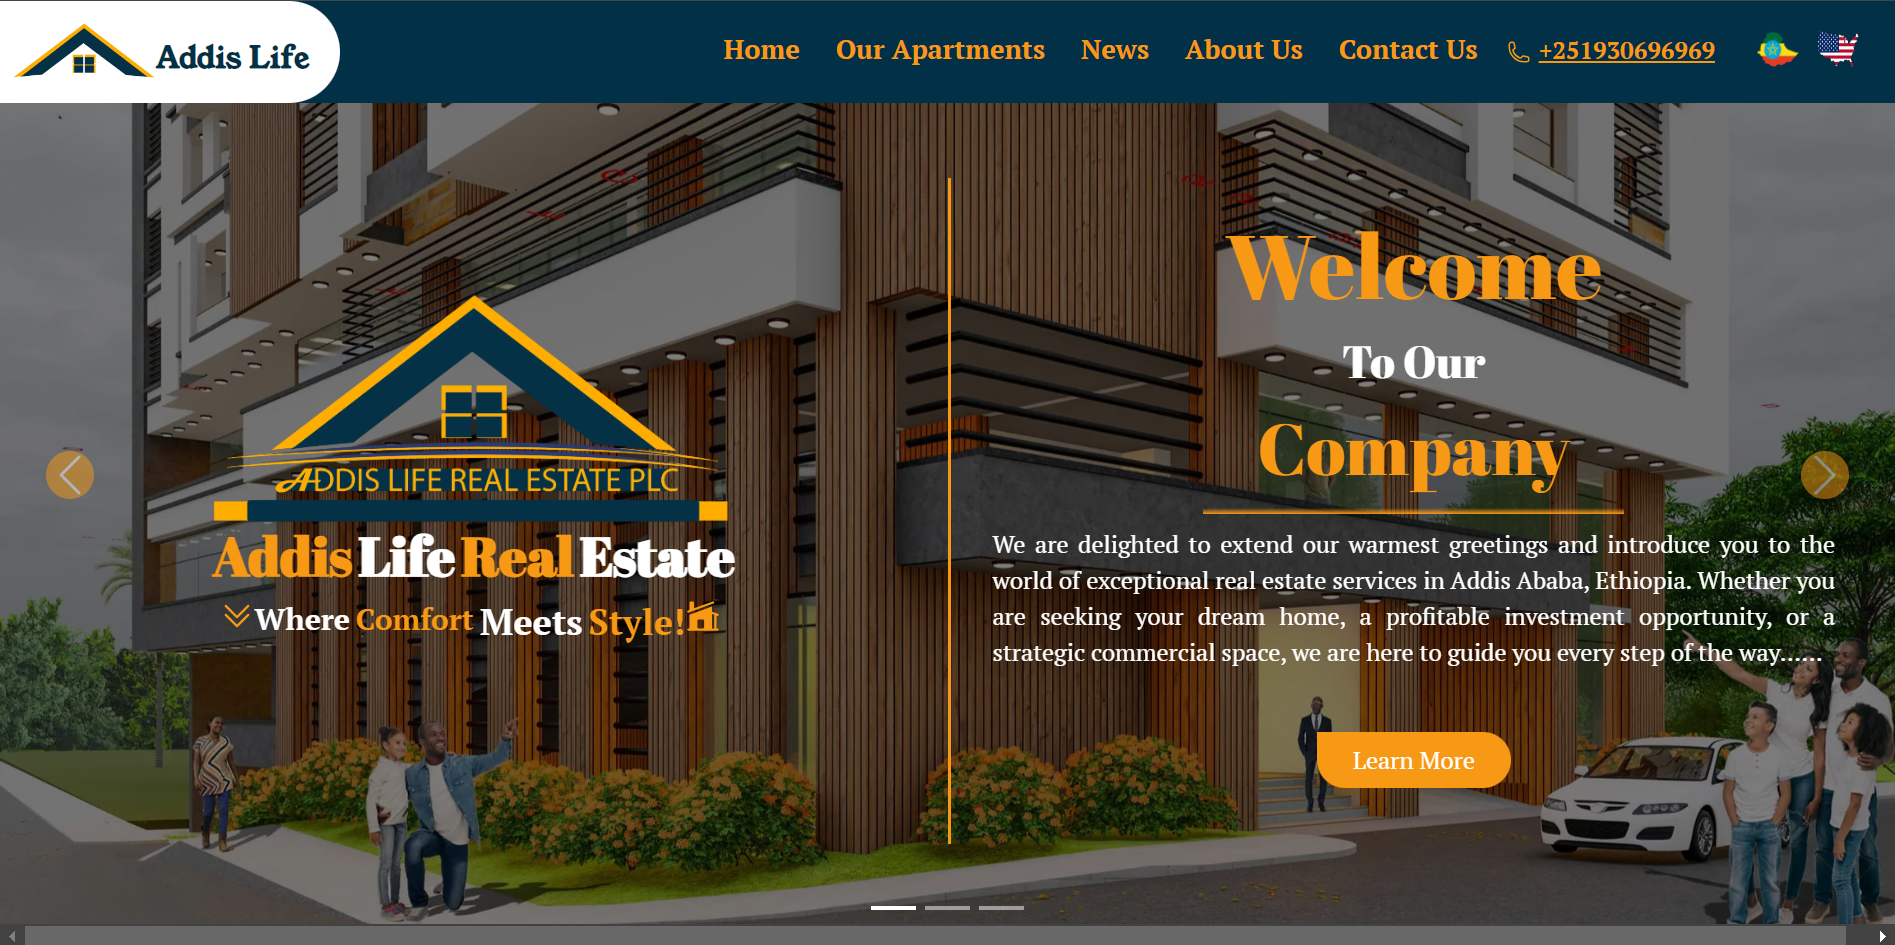 Addis Life
Home Our Apartments News About Us Contact Us +251930696969
ADDIS LIFE REAL ESTATE PLC
Addis Life Real Estate
Where Comfort Meets Style!
Welcome
To Our
Company
We are delighted to extend our warmest greetings and introduce you to the
world of exceptional real estate services in Addis Ababa, Ethiopia. Whether you
are seeking your dream home, a profitable investment opportunity, or a
strategic commercial space, we are here to guide you every step of the way......
Learn More